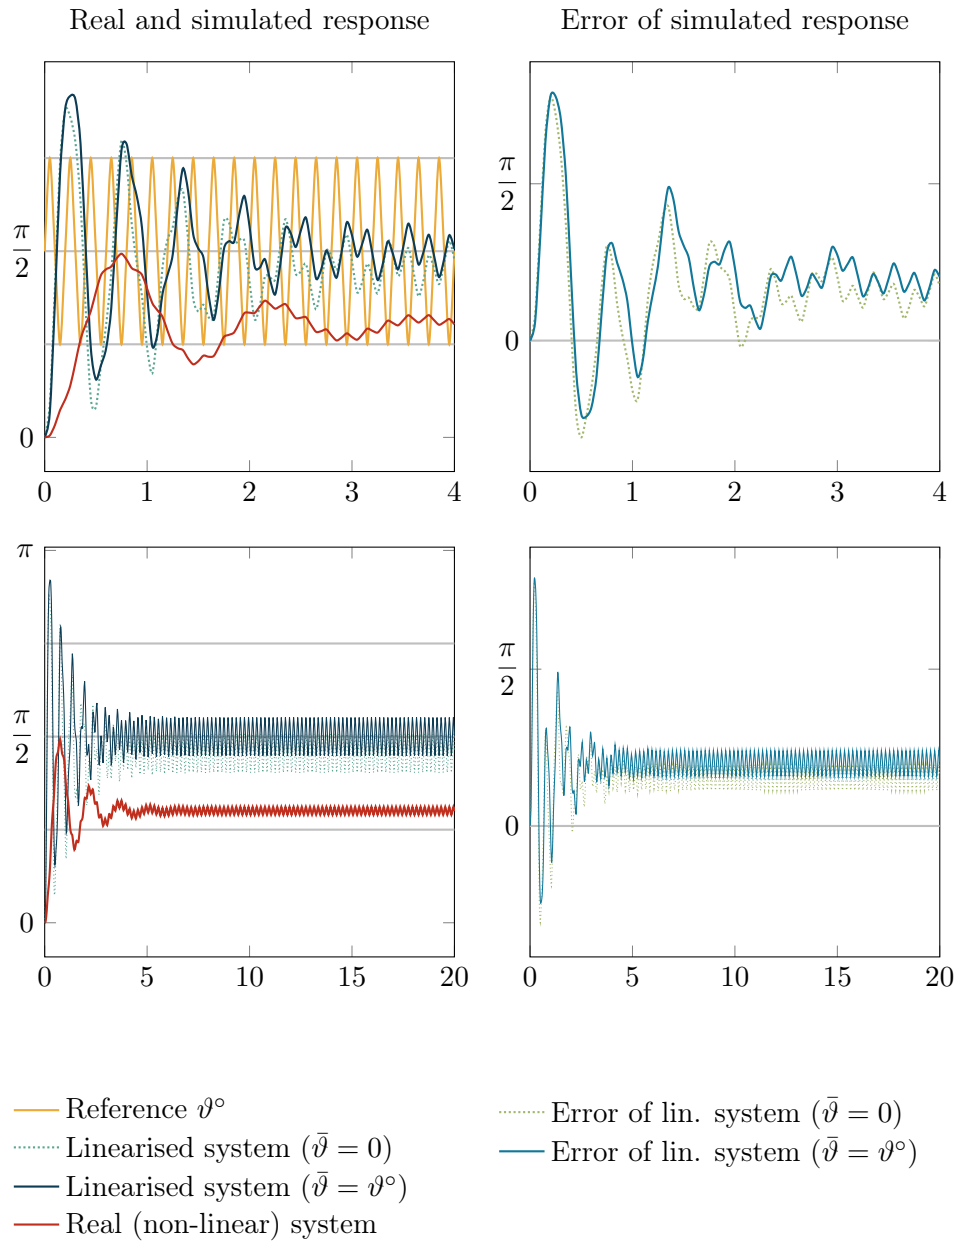 Real and simulated response
Error of simulated response
π
2
0
0 1 2 3 4
π
2
0
0 1 2 3 4
π
π
2
0
0 5 10 15 20
π
2
0
0 5 10 15 20
Reference ϑ°
Linearised system (ϑ̄ = 0)
Linearised system (ϑ̄ = ϑ°)
Real (non-linear) system
Error of lin. system (ϑ̄ = 0)
Error of lin. system (ϑ̄ = ϑ°)